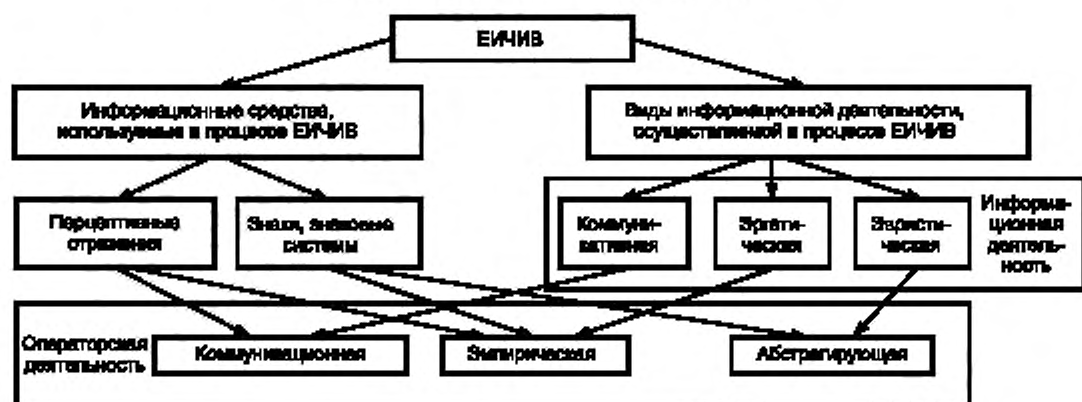 ЕИЧИВ
Информационные средства,
используемые в процессе ЕИЧИВ
Виды информационной деятельности,
осуществляемой в процессе ЕИЧИВ
Перцептивные
отражения
Знаки, знаковые
системы
Коммуни-
кативная
Эргати-
ческая
Эвристи-
ческая
Информа-
ционная
деятель-
ность
Операторская
деятельность
Коммуникационная
Эмпирическая
Абстрагирующая